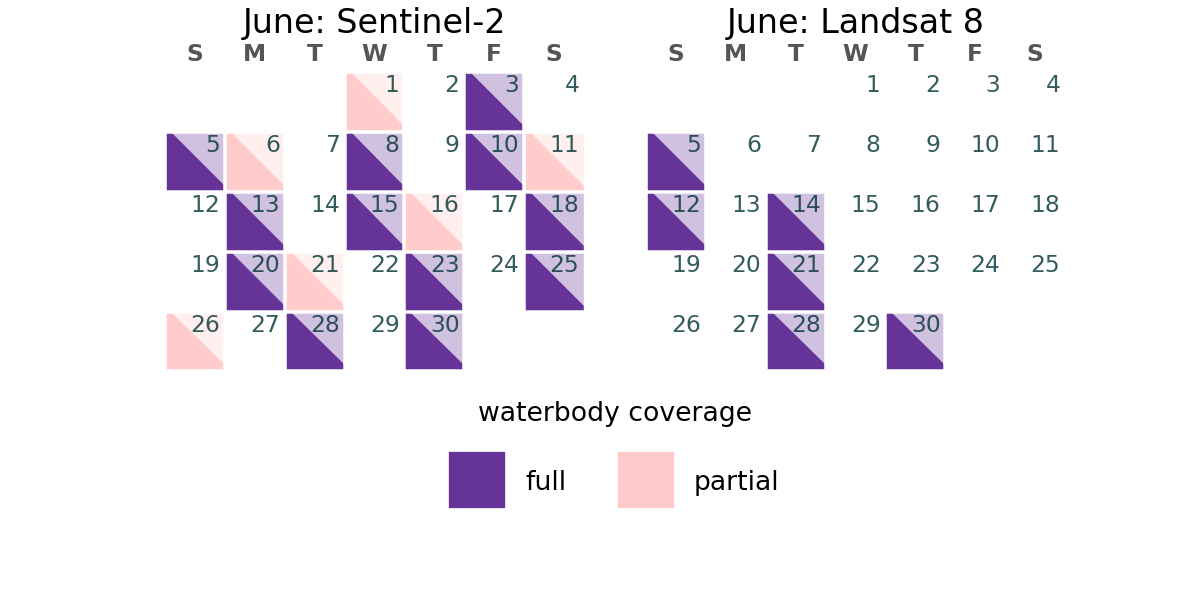 June: Sentinel-2
S M T W T F S
1 2 3 4
5 6 7 8 9 10 11
12 13 14 15 16 17 18
19 20 21 22 23 24 25
26 27 28 29 30
June: Landsat 8
S M T W T F S
1 2 3 4
5 6 7 8 9 10 11
12 13 14 15 16 17 18
19 20 21 22 23 24 25
26 27 28 29 30
waterbody coverage
full partial